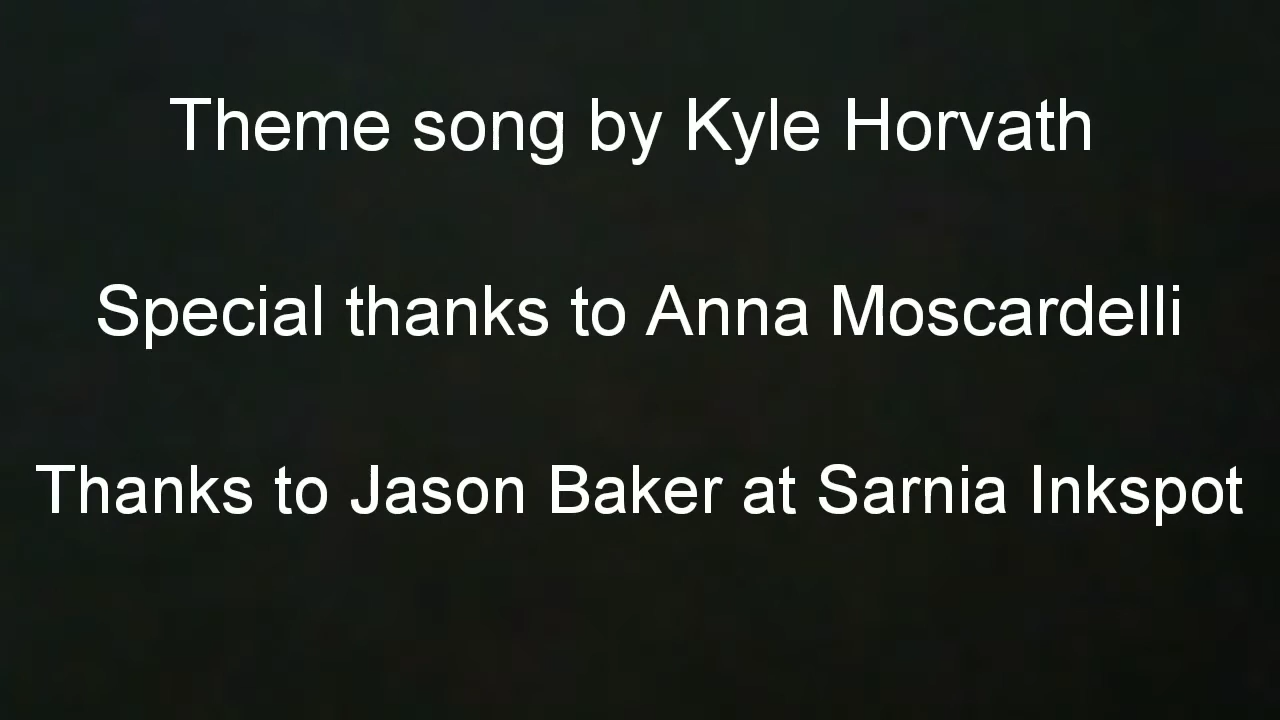 Theme song by Kyle Horvath
Special thanks to Anna Moscardelli
Thanks to Jason Baker at Sarnia Inkspot